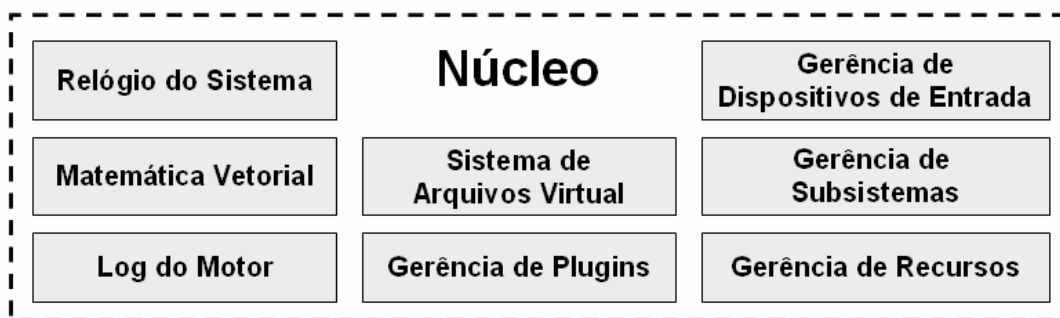 Núcleo
Relógio do Sistema
Gerência de
Dispositivos de Entrada
Matemática Vetorial
Sistema de
Arquivos Virtual
Gerência de
Subsistemas
Log do Motor
Gerência de Plugins
Gerência de Recursos